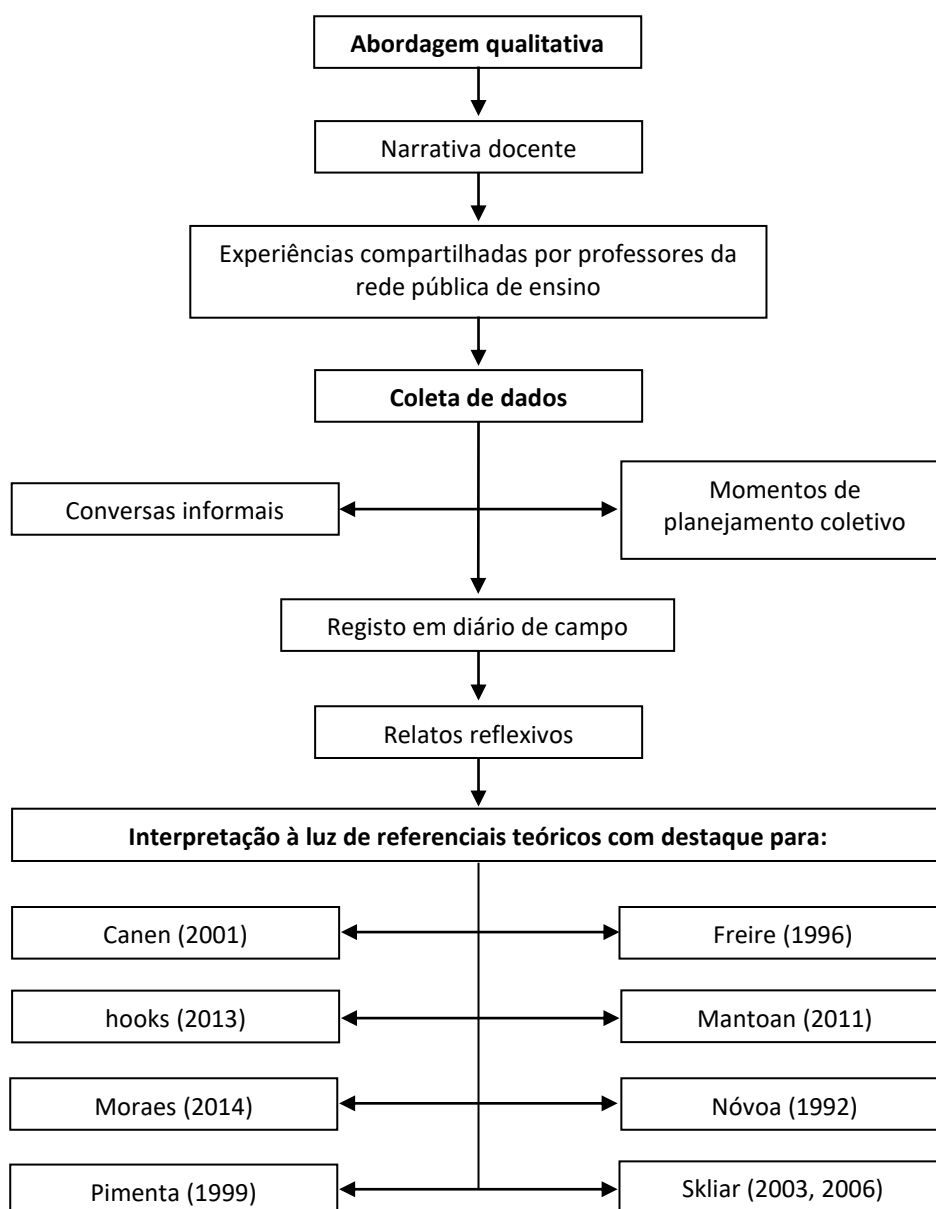 Abordagem qualitativa
Narrativa docente
Experiências compartilhadas por professores da
rede pública de ensino
Coleta de dados
Conversas informais
Momentos de
planejamento coletivo
Registo em diário de campo
Relatos reflexivos
Interpretação à luz de referenciais teóricos com destaque para:
Canen (2001)
Freire (1996)
hooks (2013)
Mantoan (2011)
Moraes (2014)
Nóvoa (1992)
Pimenta (1999)
Skliar (2003, 2006)